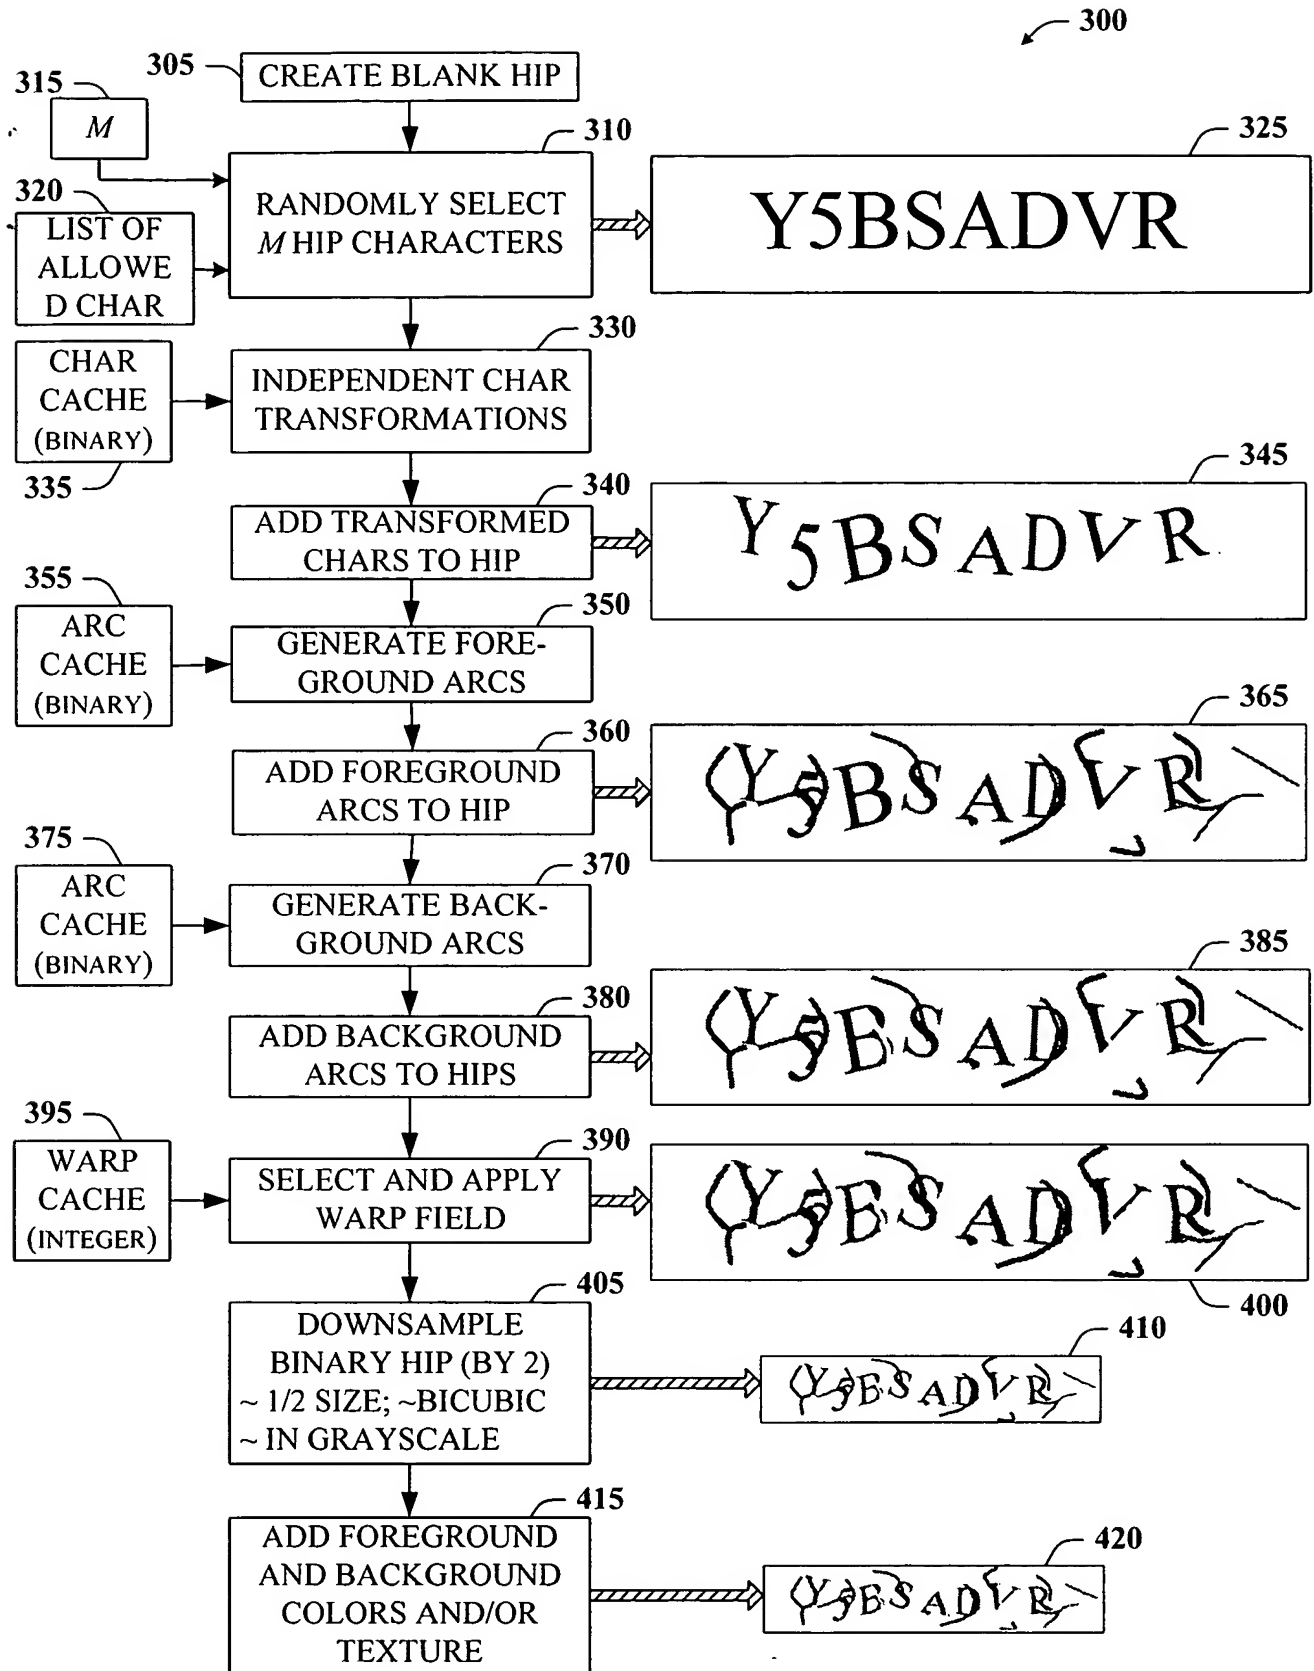 300
305
CREATE BLANK HIP
315
M
310
325
320
LIST OF
ALLOWE
D CHAR
RANDOMLY SELECT
M HIP CHARACTERS
Y5BSADVR
330
CHAR
CACHE
(BINARY)
335
INDEPENDENT CHAR
TRANSFORMATIONS
340
345
ADD TRANSFORMED
CHARS TO HIP
Y5BSADVR
355
350
ARC
CACHE
(BINARY)
GENERATE FORE-
GROUND ARCS
360
365
ADD FOREGROUND
ARCS TO HIP
Y5BSADVR
375
370
ARC
CACHE
(BINARY)
GENERATE BACK-
GROUND ARCS
380
385
ADD BACKGROUND
ARCS TO HIPS
Y5BSADVR
395
390
WARP
CACHE
(INTEGER)
SELECT AND APPLY
WARP FIELD
Y5BSADVR
400
405
410
DOWNSAMPLE
BINARY HIP (BY 2)
~ 1/2 SIZE; ~BICUBIC
~ IN GRAYSCALE
Y5BSADVR
415
420
ADD FOREGROUND
AND BACKGROUND
COLORS AND/OR
TEXTURE
Y5BSADVR